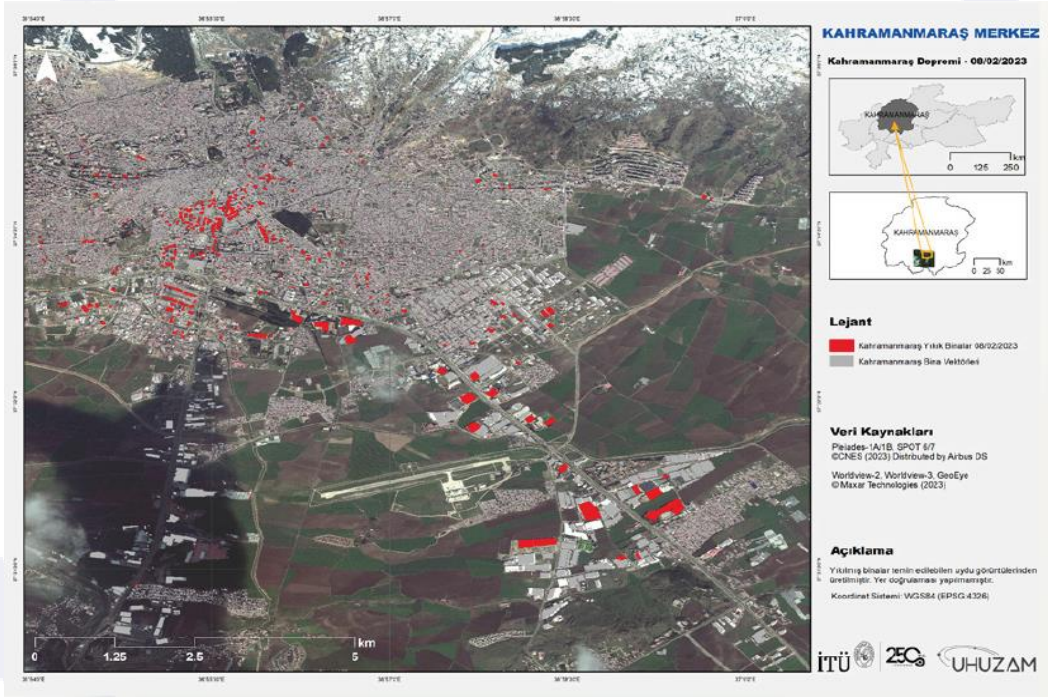 KAHRAMANMARAŞ MERKEZ
Kahramanmaraş Depremi - 08/02/2023
KAHRAMANMARAŞ
km
0 125 250
KAHRAMANMARAŞ
km
0 25 50
Lejant
Kahramanmaraş Yıkık Binalar 08/02/2023
Kahramanmaraş Bina Vektörleri
Veri Kaynakları
Pleiades-1A/1B, SPOT 6/7
©CNES (2023) Distributed by Airbus DS
Worldview-2, Worldview-3, GeoEye
© Maxar Technologies (2023)
Açıklama
Yıkılmış binalar temin edilebilen uydu görüntülerinden
üretilmiştir. Yer doğrulaması yapılmamıştır.
Koordinat Sistemi: WGS84 (EPSG:4326)
km
0 1.25 2.5 5
İTÜ 250 UHUZAM